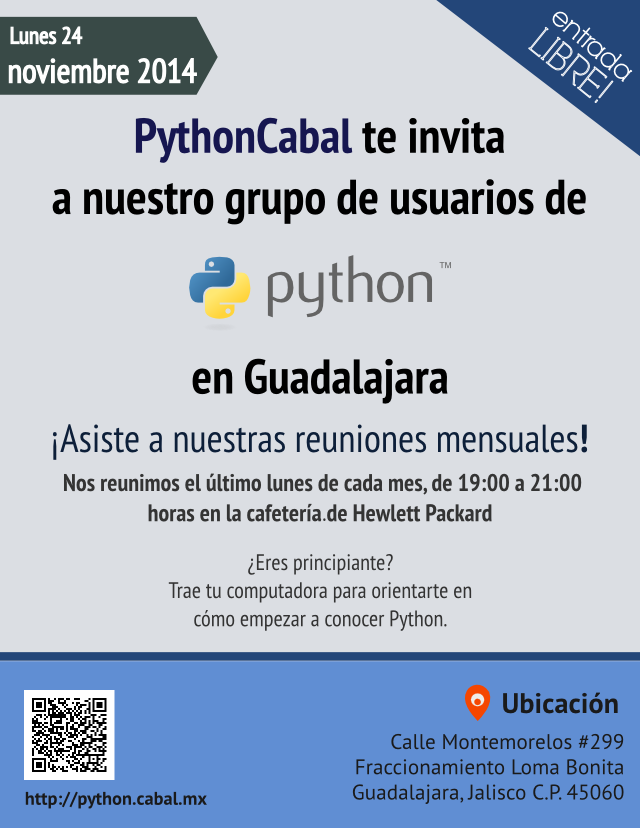 Lunes 24
noviembre 2014
entrada
LIBRE!
PythonCabal te invita
a nuestro grupo de usuarios de
python™
en Guadalajara
¡Asiste a nuestras reuniones mensuales!
Nos reunimos el último lunes de cada mes, de 19:00 a 21:00
horas en la cafetería.de Hewlett Packard
¿Eres principiante?
Trae tu computadora para orientarte en
cómo empezar a conocer Python.
Ubicación
Calle Montemorelos #299
Fraccionamiento Loma Bonita
Guadalajara, Jalisco C.P. 45060
http://python.cabal.mx